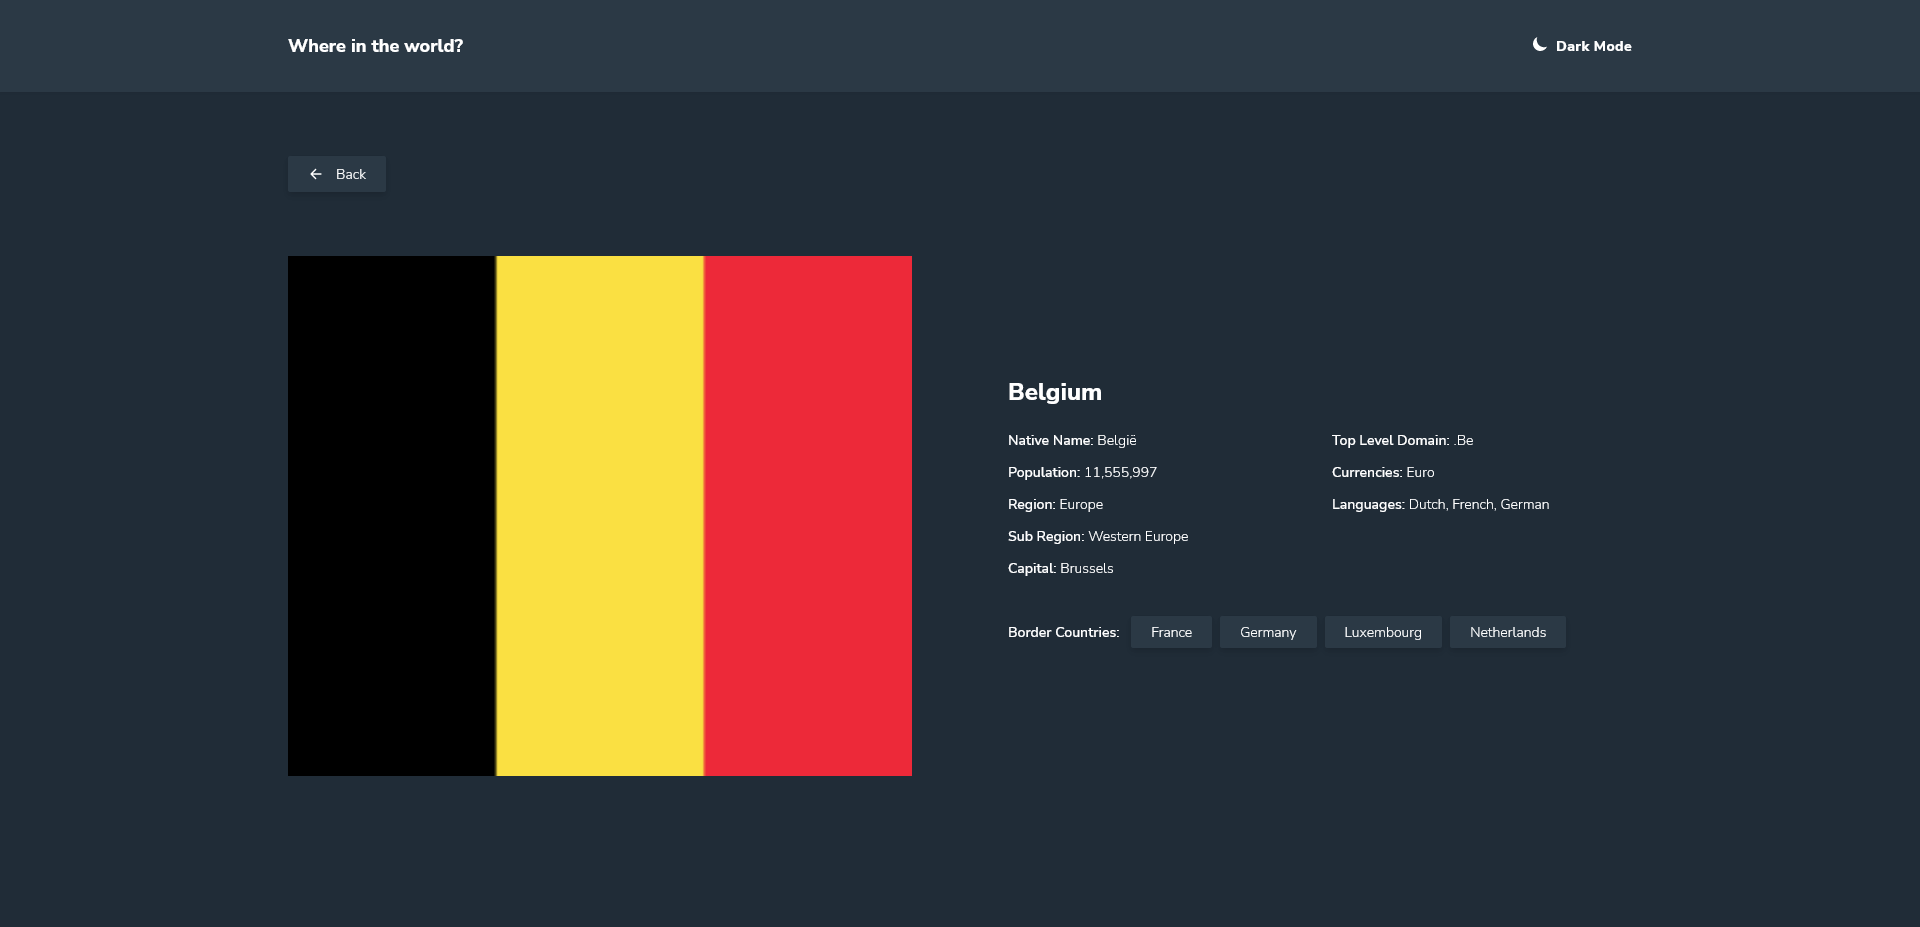 Where in the world?
Dark Mode
Back
Belgium
Native Name: België
Population: 11,555,997
Region: Europe
Sub Region: Western Europe
Capital: Brussels
Top Level Domain: .Be
Currencies: Euro
Languages: Dutch, French, German
Border Countries: France Germany Luxembourg Netherlands